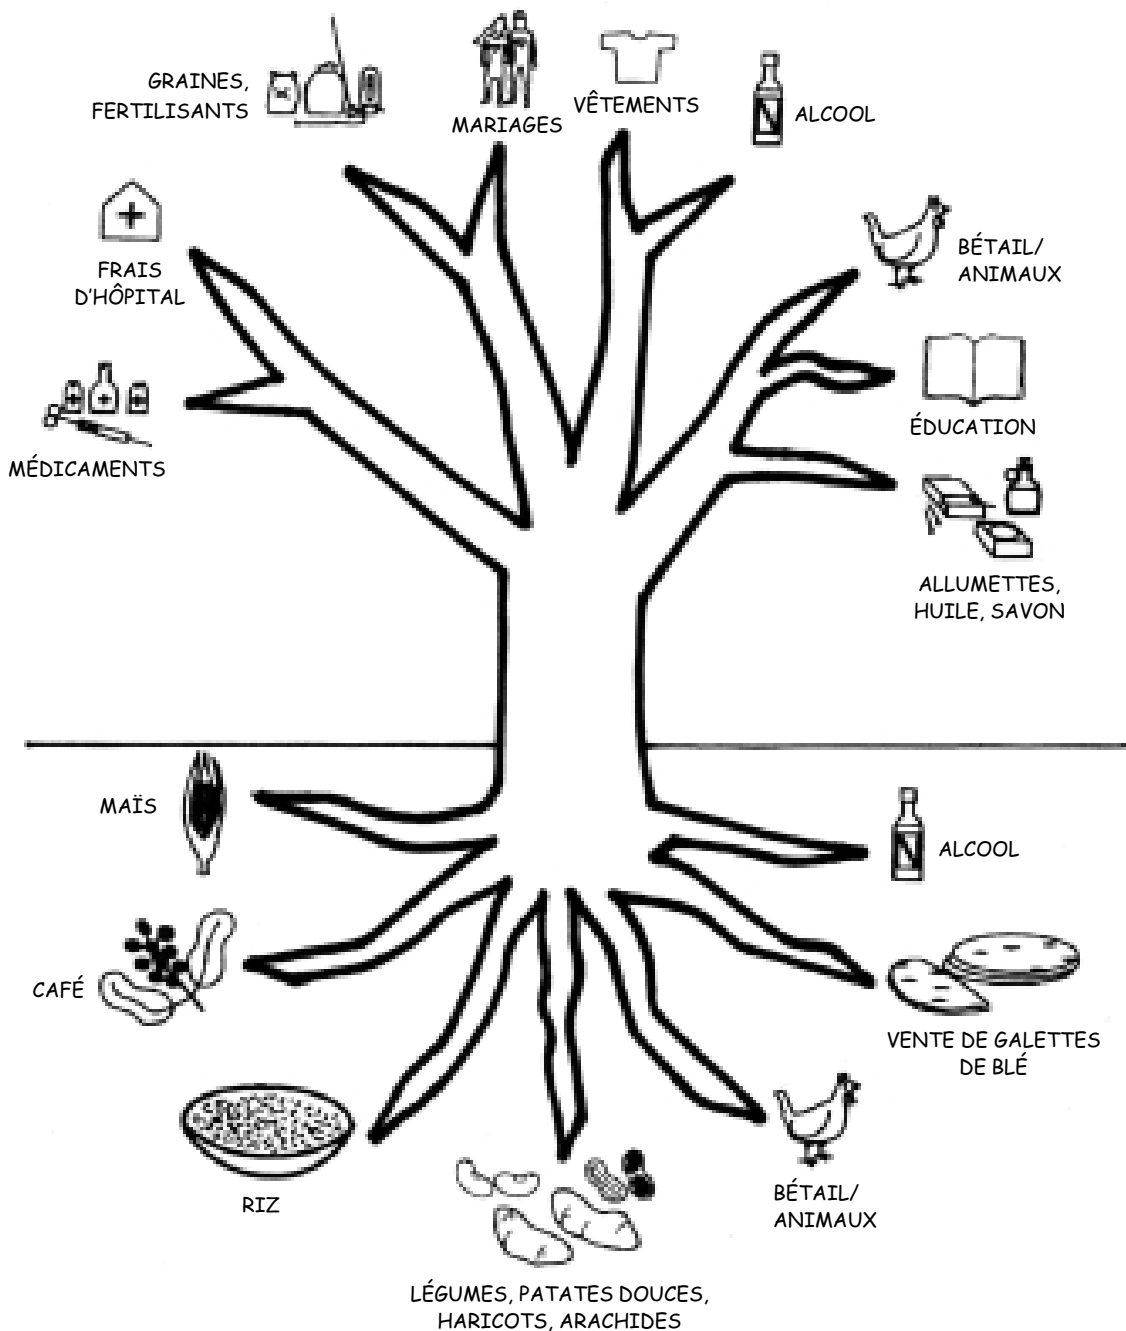 GRAINES,
FERTILISANTS
MARIAGES
VÊTEMENTS
ALCOOL
FRAIS
D'HÔPITAL
BÉTAIL/
ANIMAUX
MÉDICAMENTS
ÉDUCATION
ALLUMETTES,
HUILE, SAVON
MAÏS
ALCOOL
CAFÉ
VENTE DE GALETTES
DE BLÉ
RIZ
BÉTAIL/
ANIMAUX
LÉGUMES, PATATES DOUCES,
HARICOTS, ARACHIDES